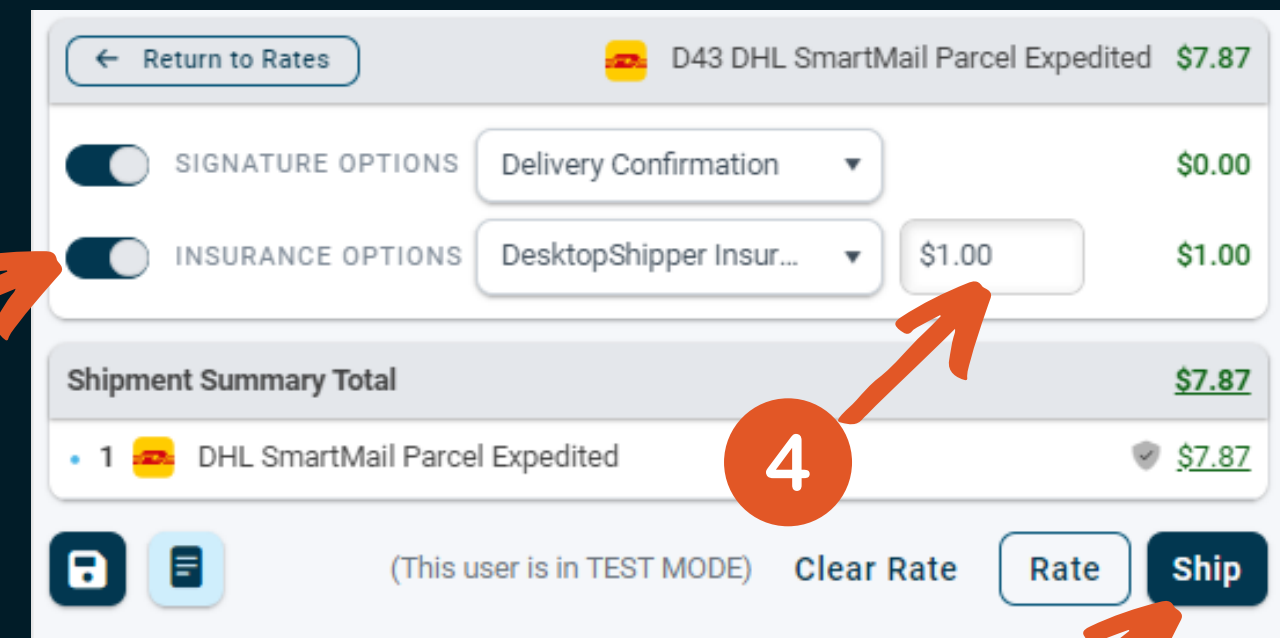 ← Return to Rates D43 DHL SmartMail Parcel Expedited $7.87
SIGNATURE OPTIONS Delivery Confirmation $0.00
INSURANCE OPTIONS DesktopShipper Insur... $1.00 $1.00
Shipment Summary Total $7.87
• 1 DHL SmartMail Parcel Expedited $7.87
4
(This user is in TEST MODE) Clear Rate Rate Ship